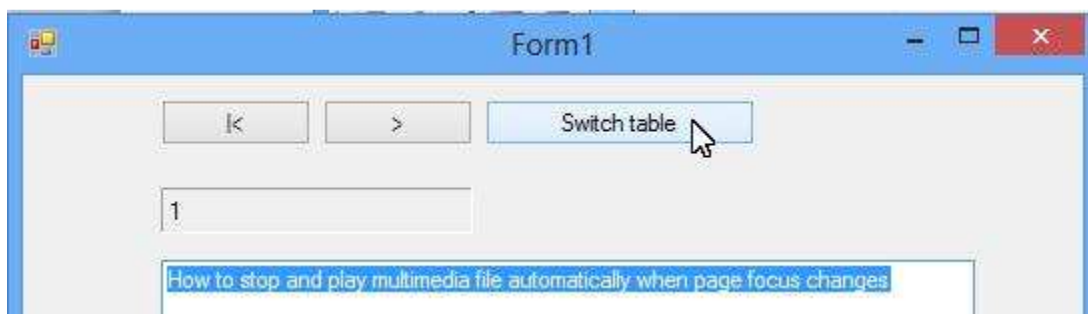 Form1
|< > Switch table
1
How to stop and play multimedia file automatically when page focus changes